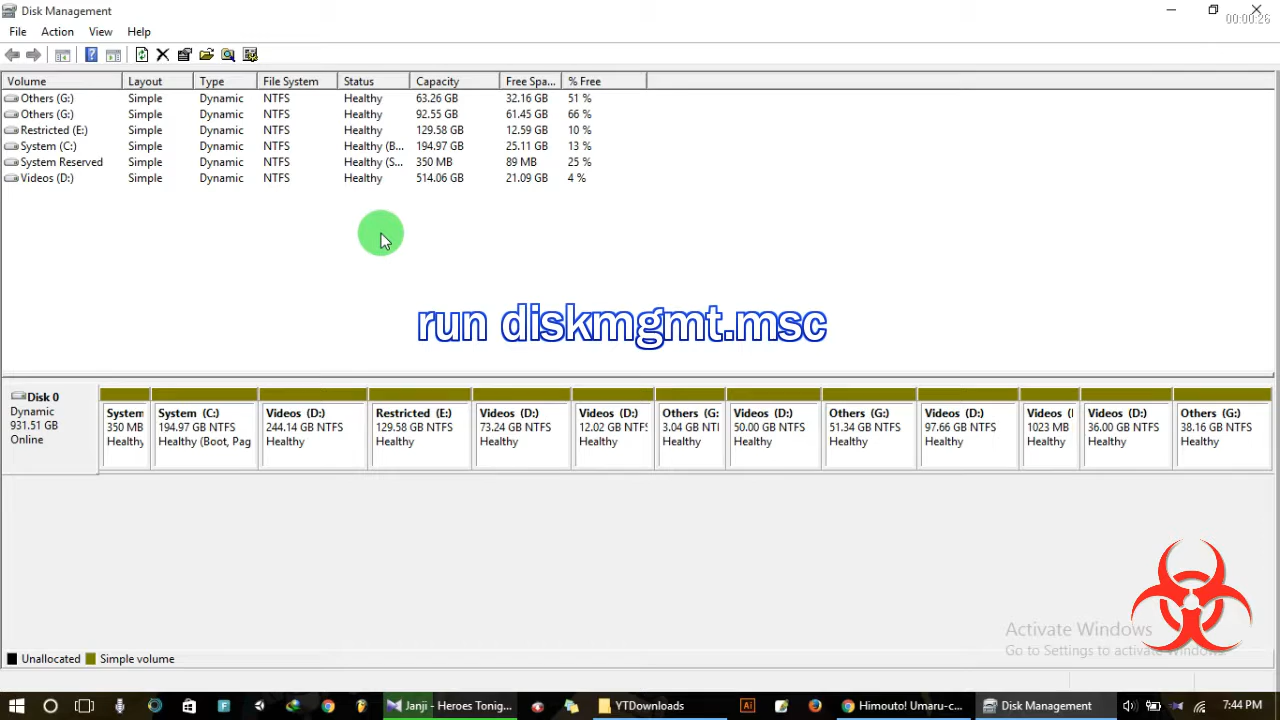 Disk Management
00:00:26
File Action View Help
Volume Layout Type File System Status Capacity Free Spa... % Free
Others (G:) Simple Dynamic NTFS Healthy 63.26 GB 32.16 GB 51 %
Others (G:) Simple Dynamic NTFS Healthy 92.55 GB 61.45 GB 66 %
Restricted (E:) Simple Dynamic NTFS Healthy 129.58 GB 12.59 GB 10 %
System (C:) Simple Dynamic NTFS Healthy (B... 194.97 GB 25.11 GB 13 %
System Reserved Simple Dynamic NTFS Healthy (S... 350 MB 89 MB 25 %
Videos (D:) Simple Dynamic NTFS Healthy 514.06 GB 21.09 GB 4 %
run diskmgmt.msc
Disk 0
Dynamic
931.51 GB
Online
System
350 MB
Healthy
System (C:)
194.97 GB NTFS
Healthy (Boot, Pag
Videos (D:)
244.14 GB NTFS
Healthy
Restricted (E:)
129.58 GB NTFS
Healthy
Videos (D:)
73.24 GB NTFS
Healthy
Videos (D:)
12.02 GB NTFS
Healthy
Others (G:
3.04 GB NTI
Healthy
Videos (D:)
50.00 GB NTFS
Healthy
Others (G:)
51.34 GB NTFS
Healthy
Videos (D:)
97.66 GB NTFS
Healthy
Videos (
1023 MB
Healthy
Videos (D:)
36.00 GB NTFS
Healthy
Others (G:)
38.16 GB NTFS
Healthy
Activate Windows
Go to Settings to activate Windows.
Unallocated Simple volume
Janji - Heroes Tonig... YTDownloads Ai Himouto! Umaru-c... Disk Management 7:44 PM